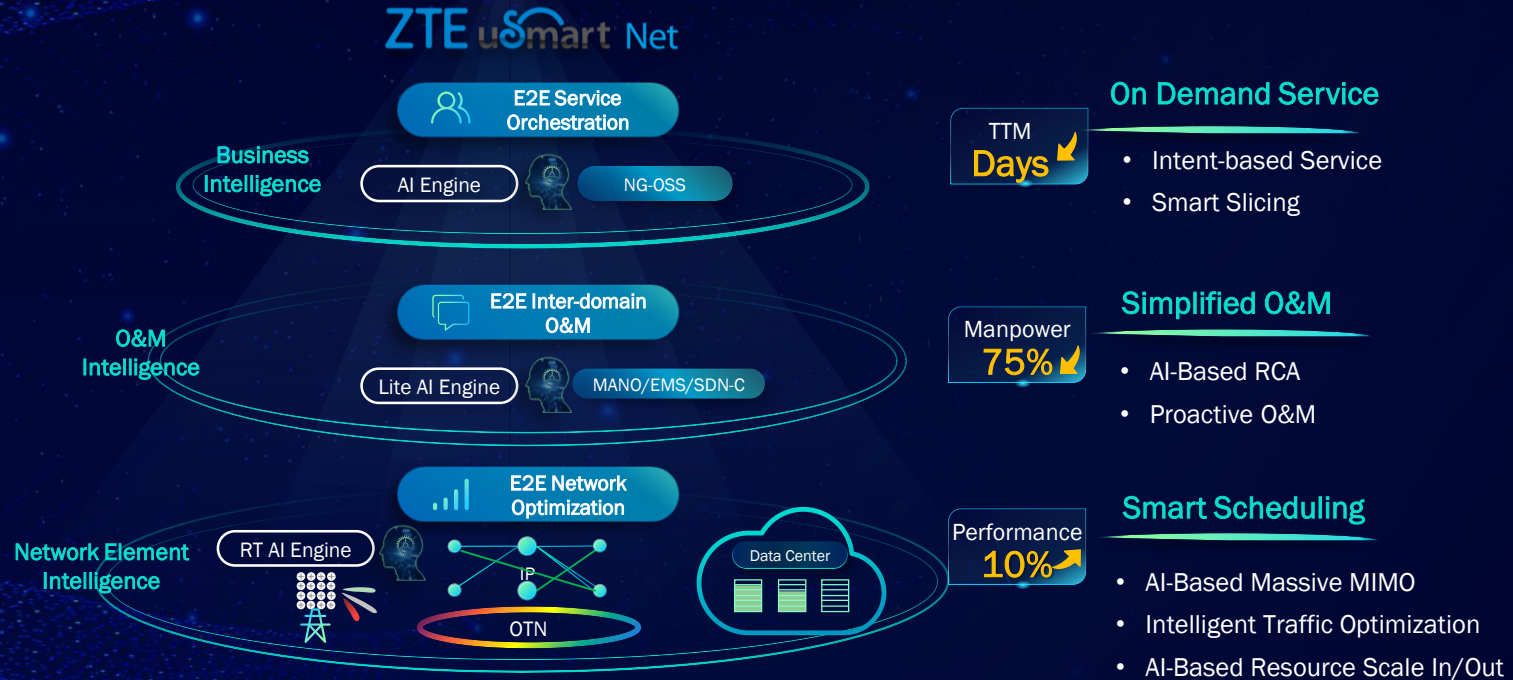 ZTE uSmart Net
E2E Service
Orchestration
Business
Intelligence
AI Engine
NG-OSS
TTM
Days
On Demand Service
• Intent-based Service
• Smart Slicing
E2E Inter-domain
O&M
O&M
Intelligence
Lite AI Engine
MANO/EMS/SDN-C
Manpower
75%
Simplified O&M
• AI-Based RCA
• Proactive O&M
E2E Network
Optimization
Network Element
Intelligence
RT AI Engine
IP
OTN
Data Center
Performance
10%
Smart Scheduling
• AI-Based Massive MIMO
• Intelligent Traffic Optimization
• AI-Based Resource Scale In/Out